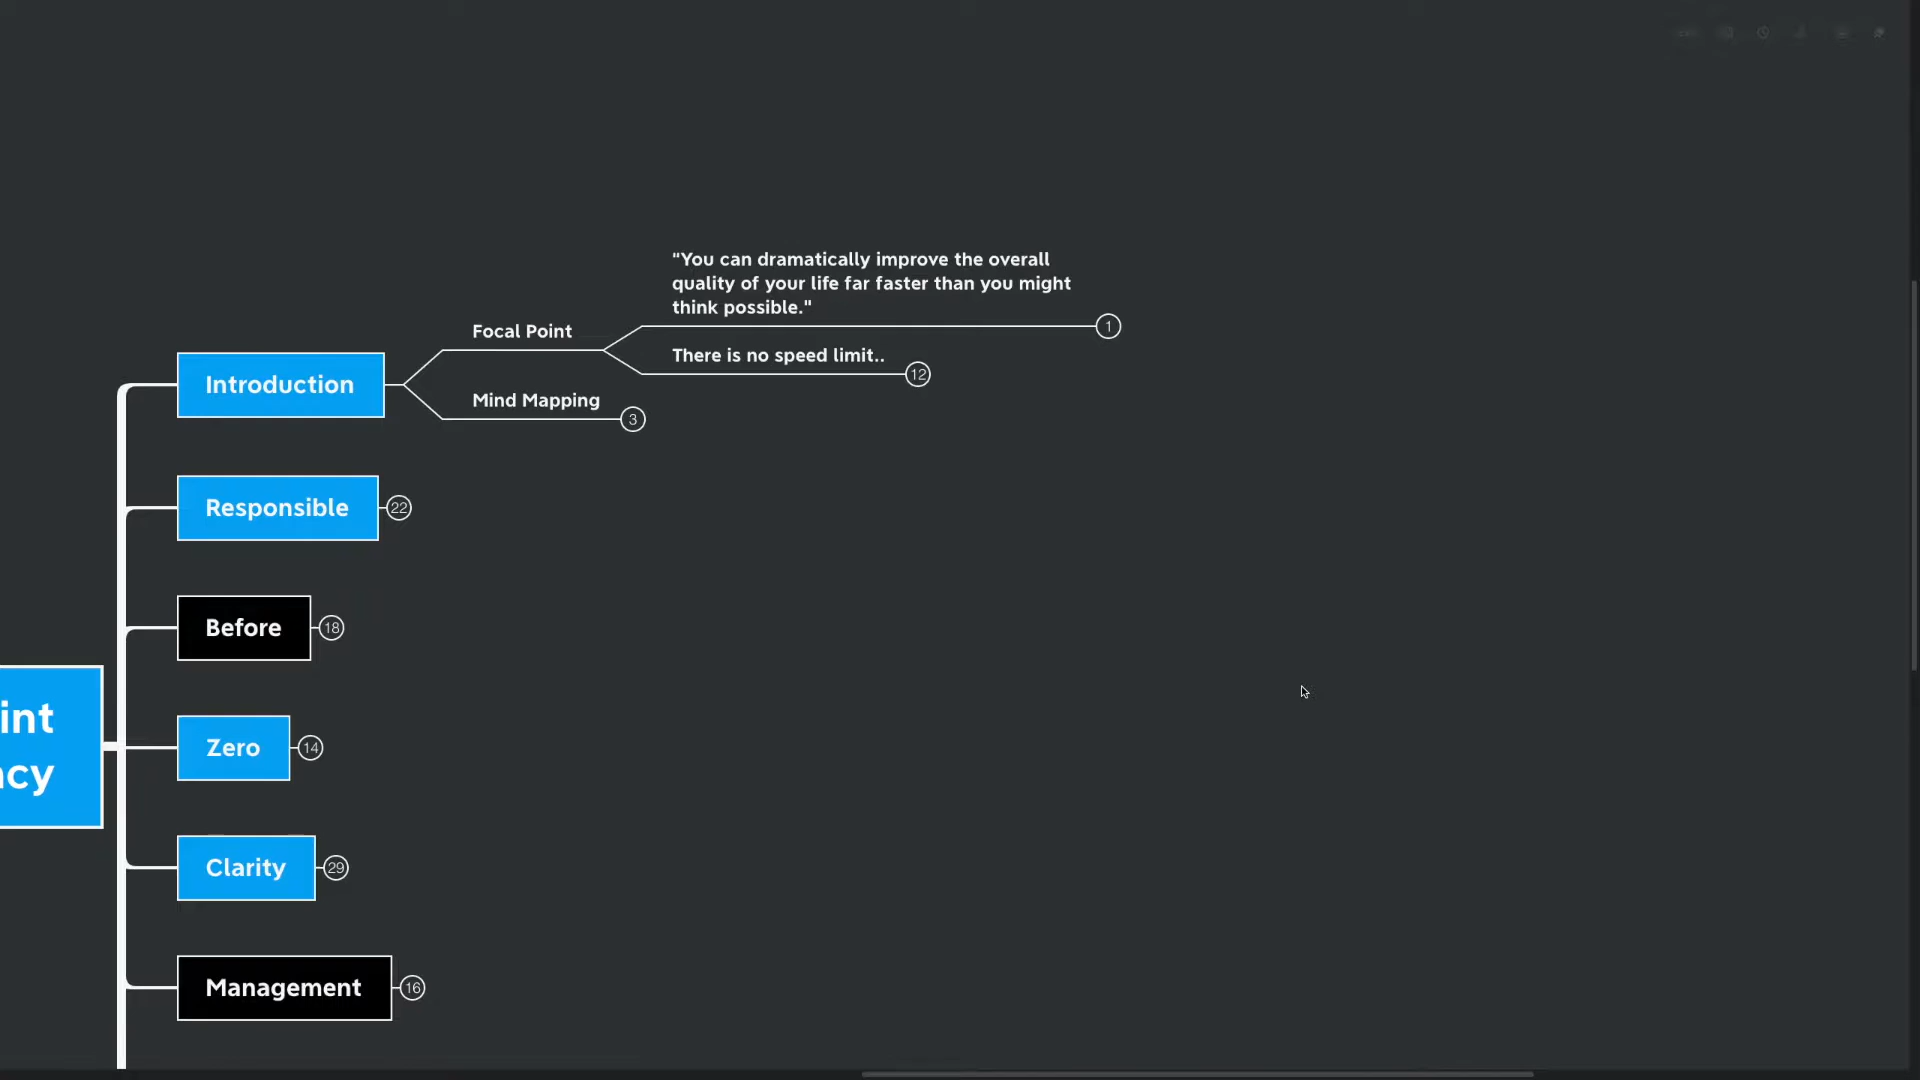 "You can dramatically improve the overall
quality of your life far faster than you might
think possible."
1
Focal Point
There is no speed limit..
12
Introduction
Mind Mapping
3
Responsible
22
Before
18
int
Zero
14
cy
Clarity
29
Management
16